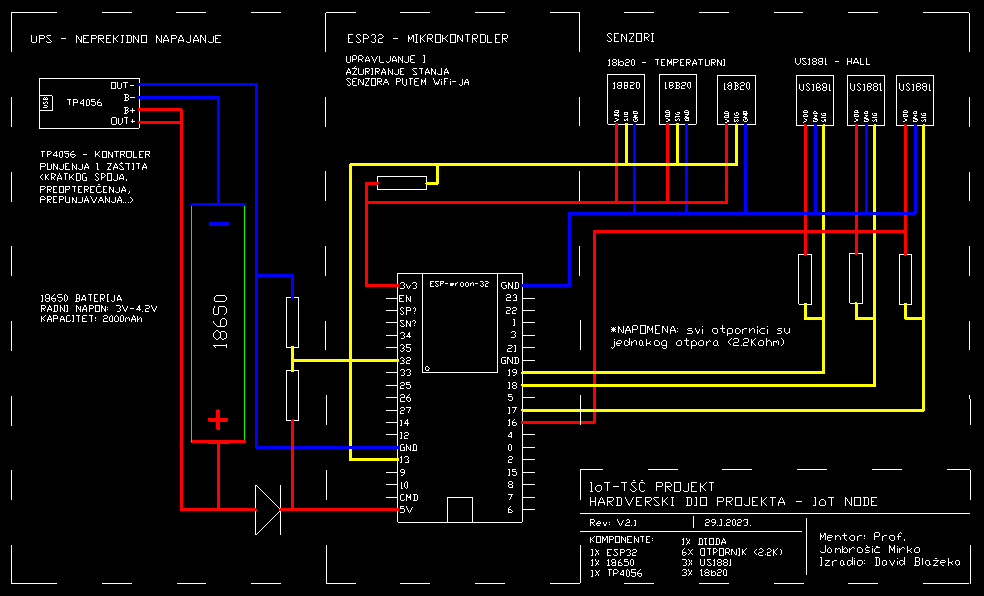 UPS - NEPREKIDNO NAPAJANJE
TP4056
USB
OUT-
B-
B+
OUT+
TP4056 - KONTROLER
PUNJENJA I ZAŠTITA
(KRATKOG SPOJA,
PREOPTEREČENJA,
PREPUNJAVANJA..)
18650 BATERIJA
RADNI NAPON: 3V-4.2V
KAPACITET: 2000mAh
-
18650
+
ESP32 - MIKROKONTROLER
UPRAVLJANJE I
AŽURIRANJE STANJA
SENZORA PUTEM WiFi-JA
ESP-wroon-32
3v3
EN
SP?
SN?
34
35
32
33
25
26
27
14
12
GND
13
9
10
CMD
5V
GND
23
22
1
3
21
GND
19
18
5
17
16
4
0
2
15
8
7
6
SENZORI
18b20 - TEMPERATURNI
18B20
VDD
SIG
GND
18B20
VDD
SIG
GND
18B20
VDD
SIG
GND
US1881 - HALL
US1881
VDD
GND
SIG
US1881
VDD
GND
SIG
US1881
VDD
GND
SIG
*NAPOMENA: svi otpornici su
jednakog otpora (2.2Kohm)
IoT-TŠČ PROJEKT
HARDVERSKI DIO PROJEKTA - IoT NODE
Rev: V2.1
29.1.2023.
KOMPONENTE:
1X ESP32
1X 18650
1X TP4056
1X DIODA
6X OTPORNIK (2.2K)
3X US1881
3X 18b20
Mentor: Prof.
Jambrošić Mirko
Izradio: David Blažeka